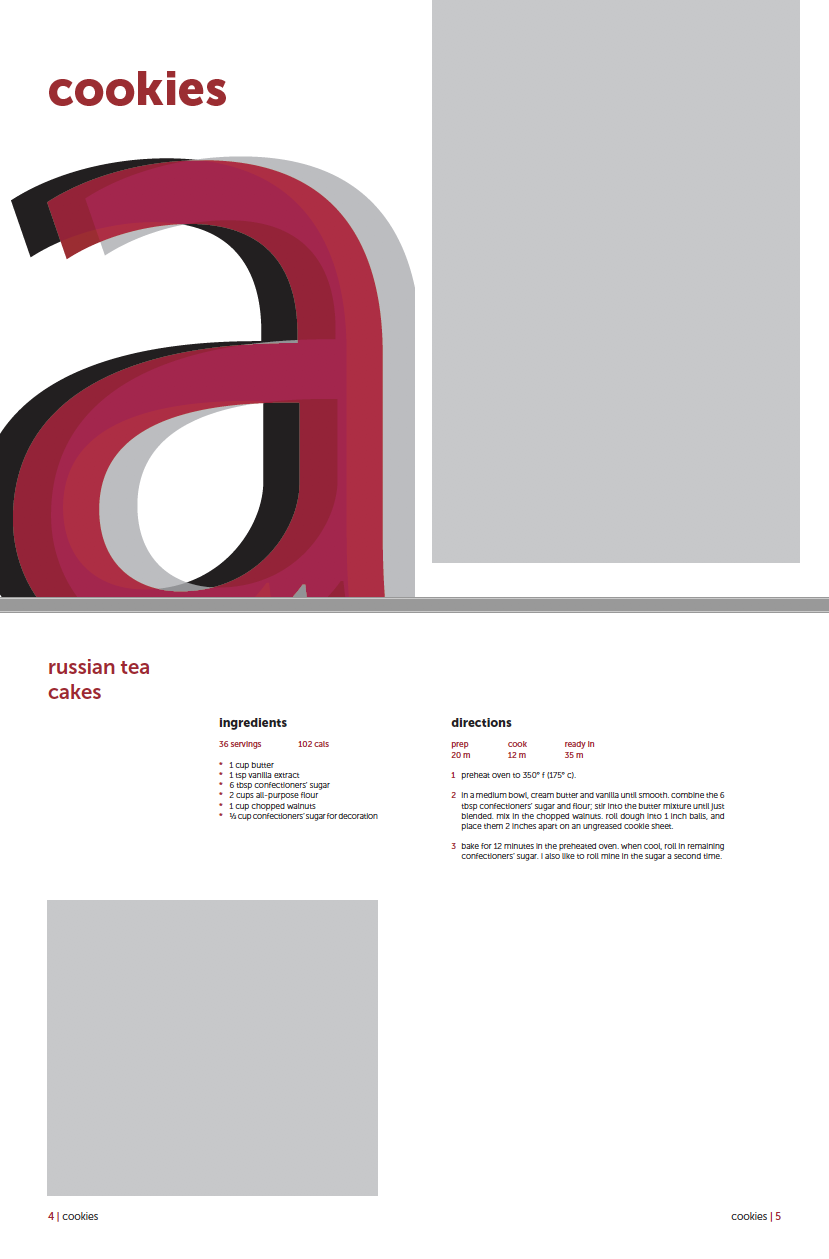 cookies
a
russian tea
cakes
ingredients
36 servings 102 cals
* 1 cup butter
* 1 tsp vanilla extract
* 6 tbsp confectioners' sugar
* 2 cups all-purpose flour
* 1 cup chopped walnuts
* ⅓ cup confectioners' sugar for decoration
directions
prep cook ready in
20 m 12 m 35 m
1 preheat oven to 350° f (175° c).
2 in a medium bowl, cream butter and vanilla until smooth. combine the 6
tbsp confectioners' sugar and flour; stir into the butter mixture until just
blended. mix in the chopped walnuts. roll dough into 1 inch balls, and
place them 2 inches apart on an ungreased cookie sheet.
3 bake for 12 minutes in the preheated oven. when cool, roll in remaining
confectioners' sugar. i also like to roll mine in the sugar a second time.
4 | cookies
cookies | 5